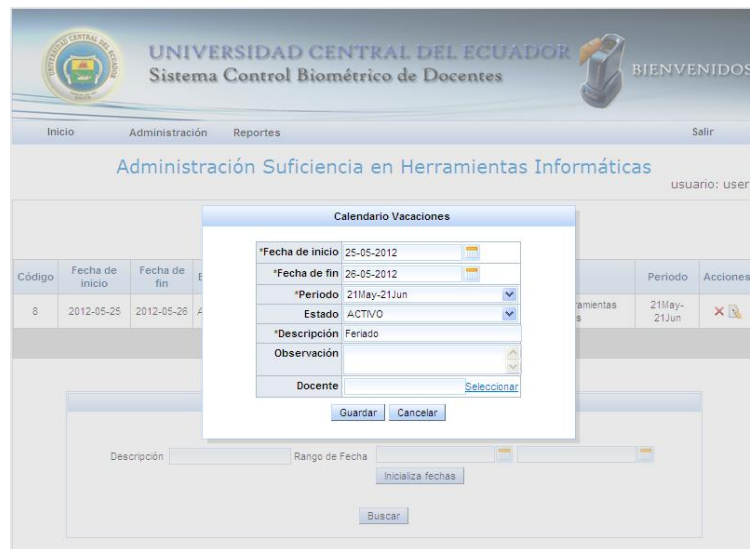 UNIVERSIDAD CENTRAL DEL ECUADOR
Sistema Control Biométrico de Docentes
BIENVENIDOS
Inicio Administración Reportes Salir
Administración Suficiencia en Herramientas Informáticas
usuario: user
Calendario Vacaciones
*Fecha de inicio 25-05-2012
*Fecha de fin 26-05-2012
*Periodo 21May-21Jun
Estado ACTIVO
*Descripción Feriado
Observación
Docente Seleccionar
Guardar Cancelar
Código Fecha de inicio Fecha de fin E Periodo Acciones
8 2012-05-25 2012-05-26 A ramientas s 21May-21Jun
Descripción Rango de Fecha
Inicializa fechas
Buscar